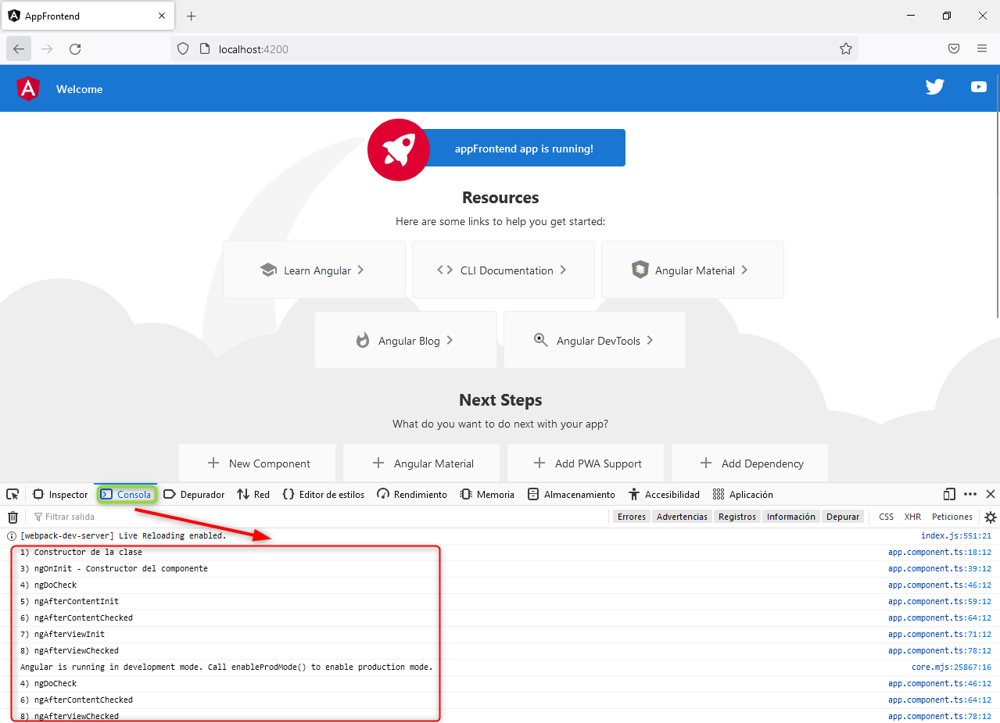 AppFrontend
localhost:4200
Welcome
appFrontend app is running!
Resources
Here are some links to help you get started:
Learn Angular
CLI Documentation
Angular Material
Angular Blog
Angular DevTools
Next Steps
What do you want to do next with your app?
New Component
Angular Material
Add PWA Support
Add Dependency
Inspector Consola Depurador Red Editor de estilos Rendimiento Memoria Almacenamiento Accesibilidad Aplicación
Filtrar salida Errores Advertencias Registros Información Depurar CSS XHR Peticiones
[webpack-dev-server] Live Reloading enabled. index.js:551:21
1) Constructor de la clase app.component.ts:18:12
3) ngOnInit - Constructor del componente app.component.ts:39:12
4) ngDoCheck app.component.ts:46:12
5) ngAfterContentInit app.component.ts:59:12
6) ngAfterContentChecked app.component.ts:64:12
7) ngAfterViewInit app.component.ts:71:12
8) ngAfterViewChecked app.component.ts:78:12
Angular is running in development mode. Call enableProdMode() to enable production mode. core.mjs:25867:16
4) ngDoCheck app.component.ts:46:12
6) ngAfterContentChecked app.component.ts:64:12
8) ngAfterViewChecked app.component.ts:78:12